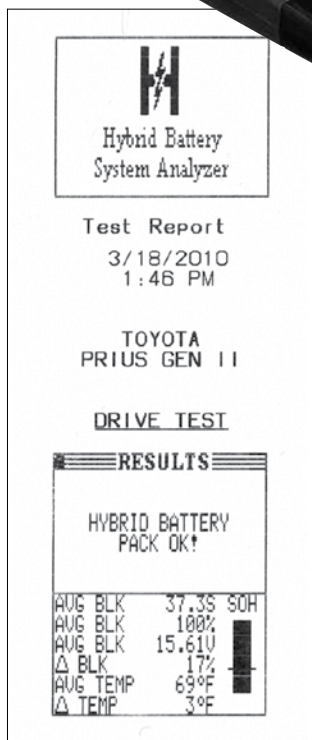 Hybrid Battery
System Analyzer
Test Report
3/18/2010
1:46 PM
TOYOTA
PRIUS GEN II
DRIVE TEST
RESULTS
HYBRID BATTERY
PACK OK!
AVG BLK 37.3S SOH
AVG BLK 100%
AVG BLK 15.61V
Δ BLK 17%
AVG TEMP 69°F
Δ TEMP 3°F